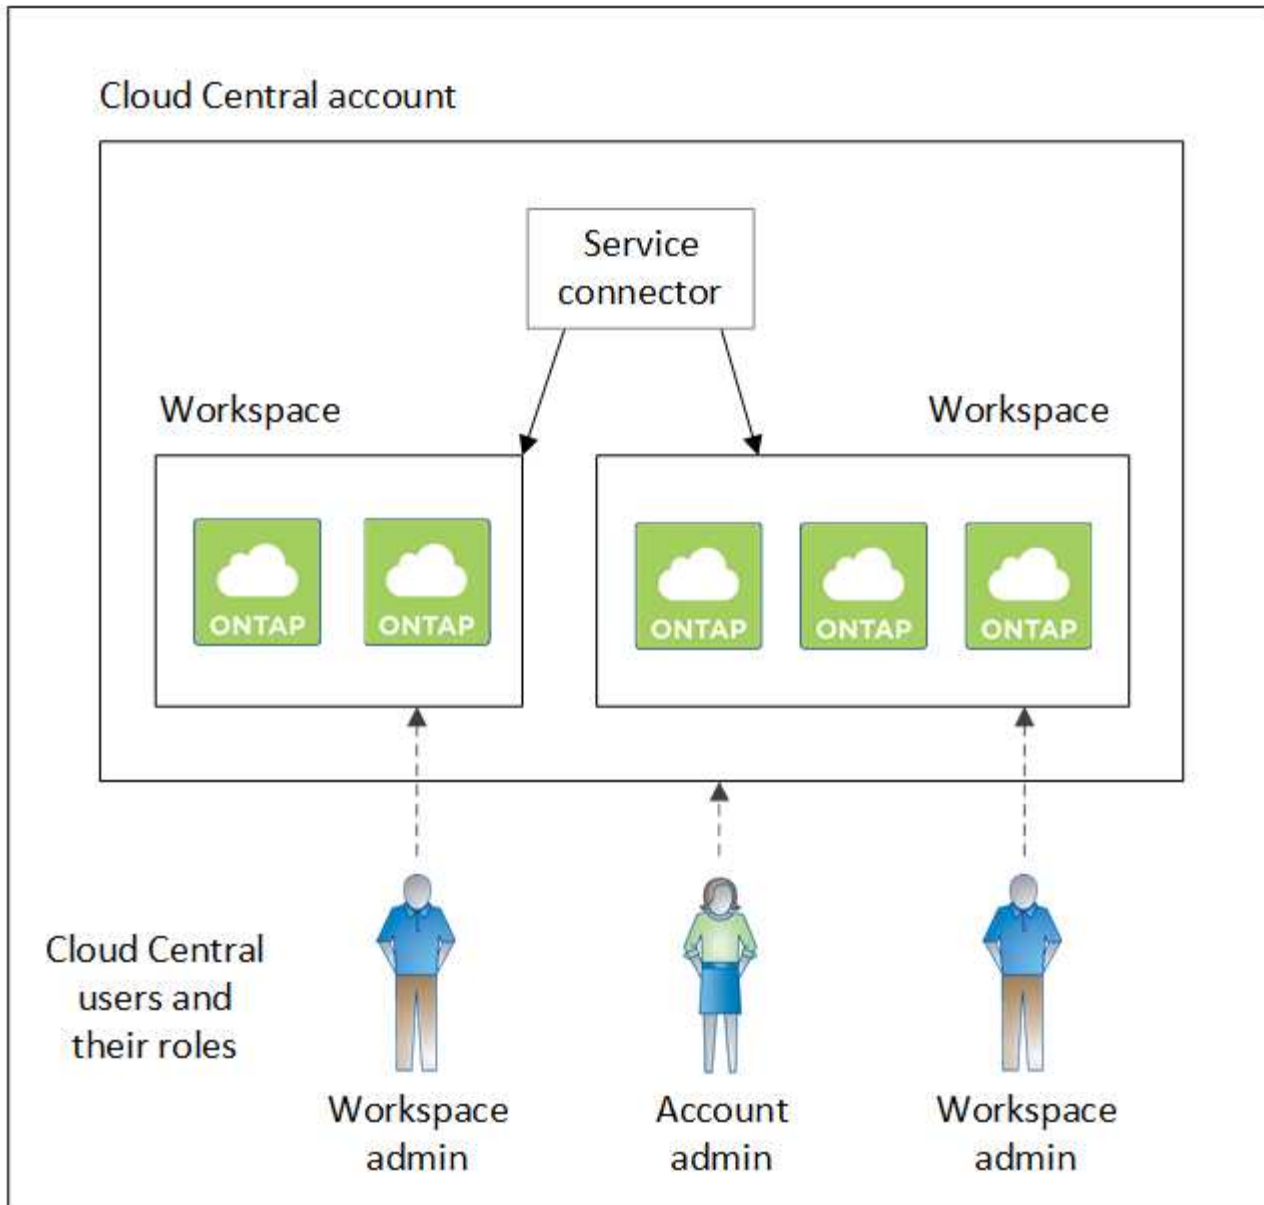 Cloud Central account
Service
connector
Workspace
Workspace
ONTAP
ONTAP
ONTAP
ONTAP
ONTAP
Cloud Central
users and
their roles
Workspace
admin
Account
admin
Workspace
admin